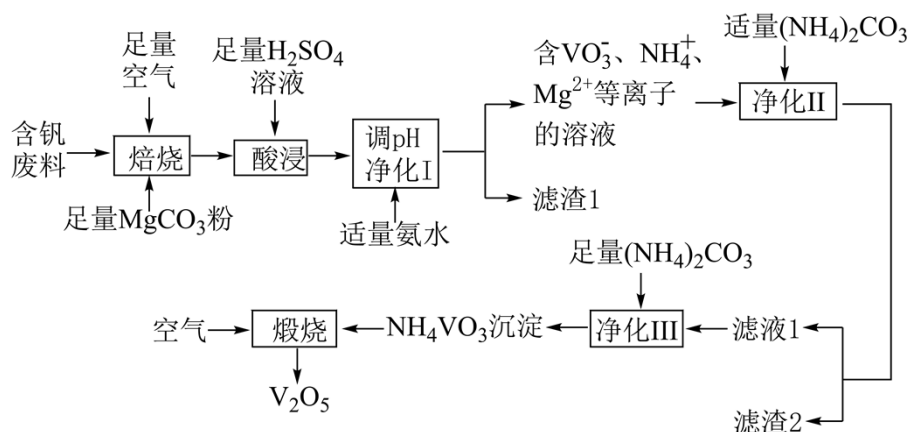 足量
空气
足量H₂SO₄
溶液
含VO₃⁻、NH₄⁺、
Mg²⁺等离子
的溶液
适量(NH₄)₂CO₃
净化II
含钒
废料
焙烧
酸浸
调pH
净化I
足量MgCO₃粉
适量氨水
滤渣1
足量(NH₄)₂CO₃
空气
煅烧
NH₄VO₃沉淀
净化III
滤液1
V₂O₅
滤渣2